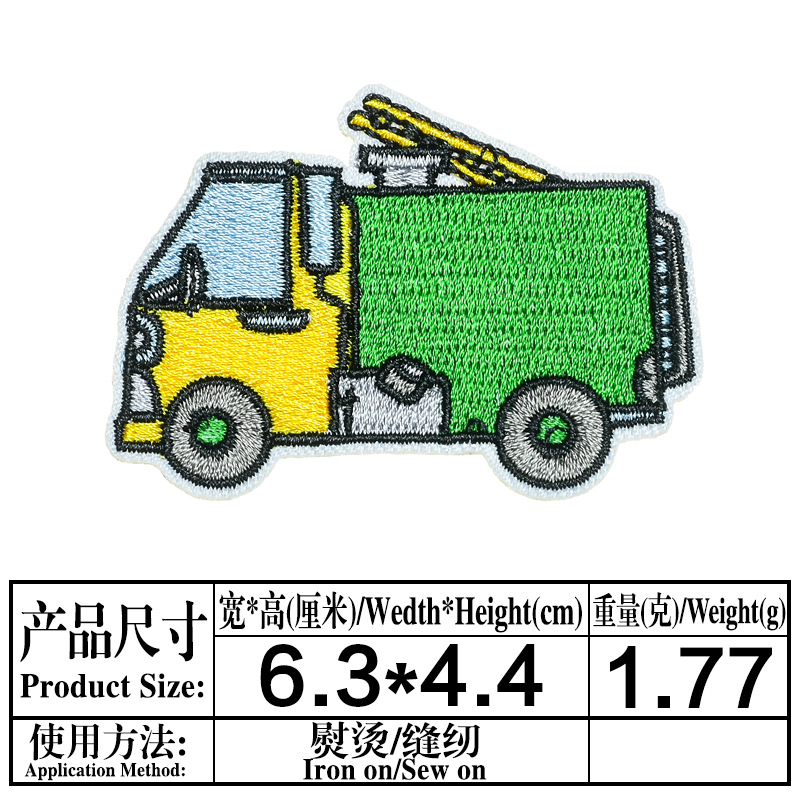 产品尺寸
Product Size:
宽*高(厘米)/Wedth*Height(cm)
重量(克)/Weight(g)
6.3*4.4
1.77
使用方法:
Application Method:
熨烫/缝纫
Iron on/Sew on